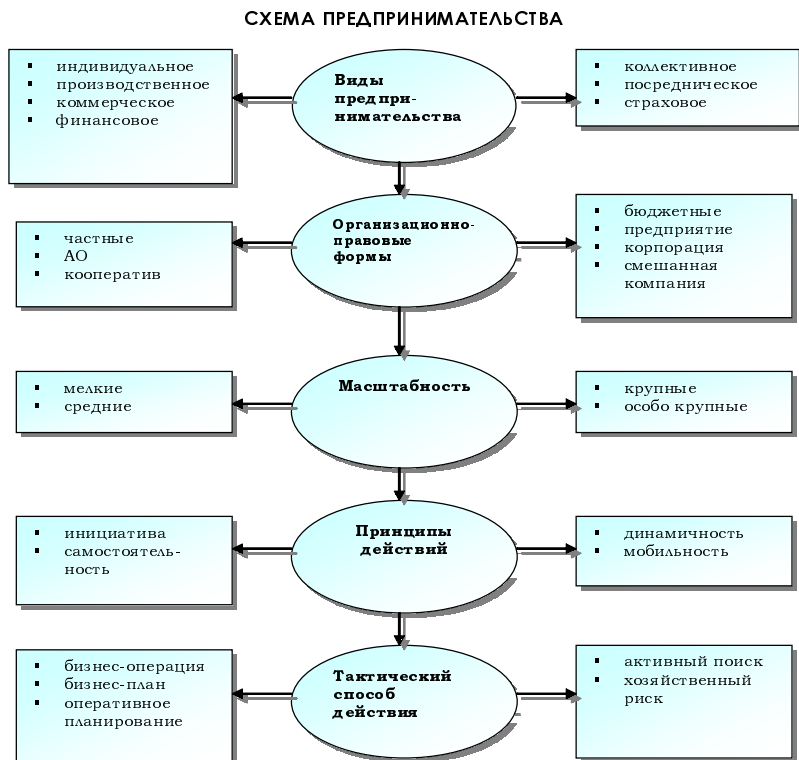 СХЕМА ПРЕДПРИНИМАТЕЛЬСТВА
▪ индивидуальное
▪ производственное
▪ коммерческое
▪ финансовое
Виды
предпри-
нимательства
▪ коллективное
▪ посредническое
▪ страховое
▪ частные
▪ АО
▪ кооператив
Организационно-
правовые
формы
▪ бюджетные
▪ предприятие
▪ корпорация
▪ смешанная
компания
▪ мелкие
▪ средние
Масштабность
▪ крупные
▪ особо крупные
▪ инициатива
▪ самостоятель-
ность
Принципы
действий
▪ динамичность
▪ мобильность
▪ бизнес-операция
▪ бизнес-план
▪ оперативное
планирование
Тактический
способ
действия
▪ активный поиск
▪ хозяйственный
риск